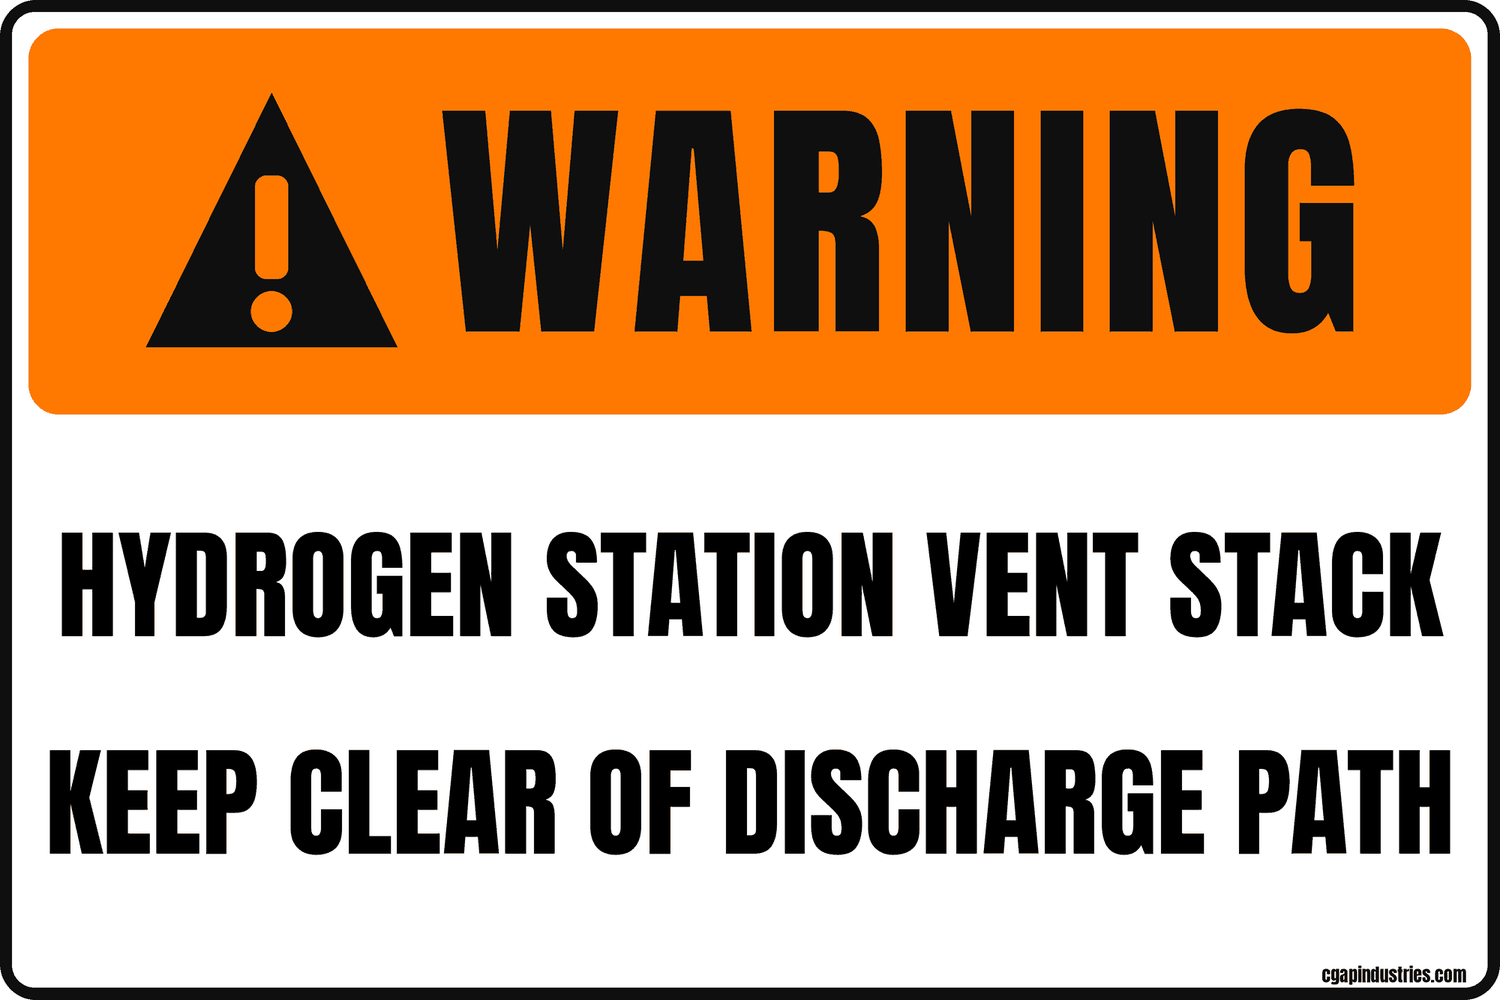 WARNING
HYDROGEN STATION VENT STACK
KEEP CLEAR OF DISCHARGE PATH
cgapindustries.com